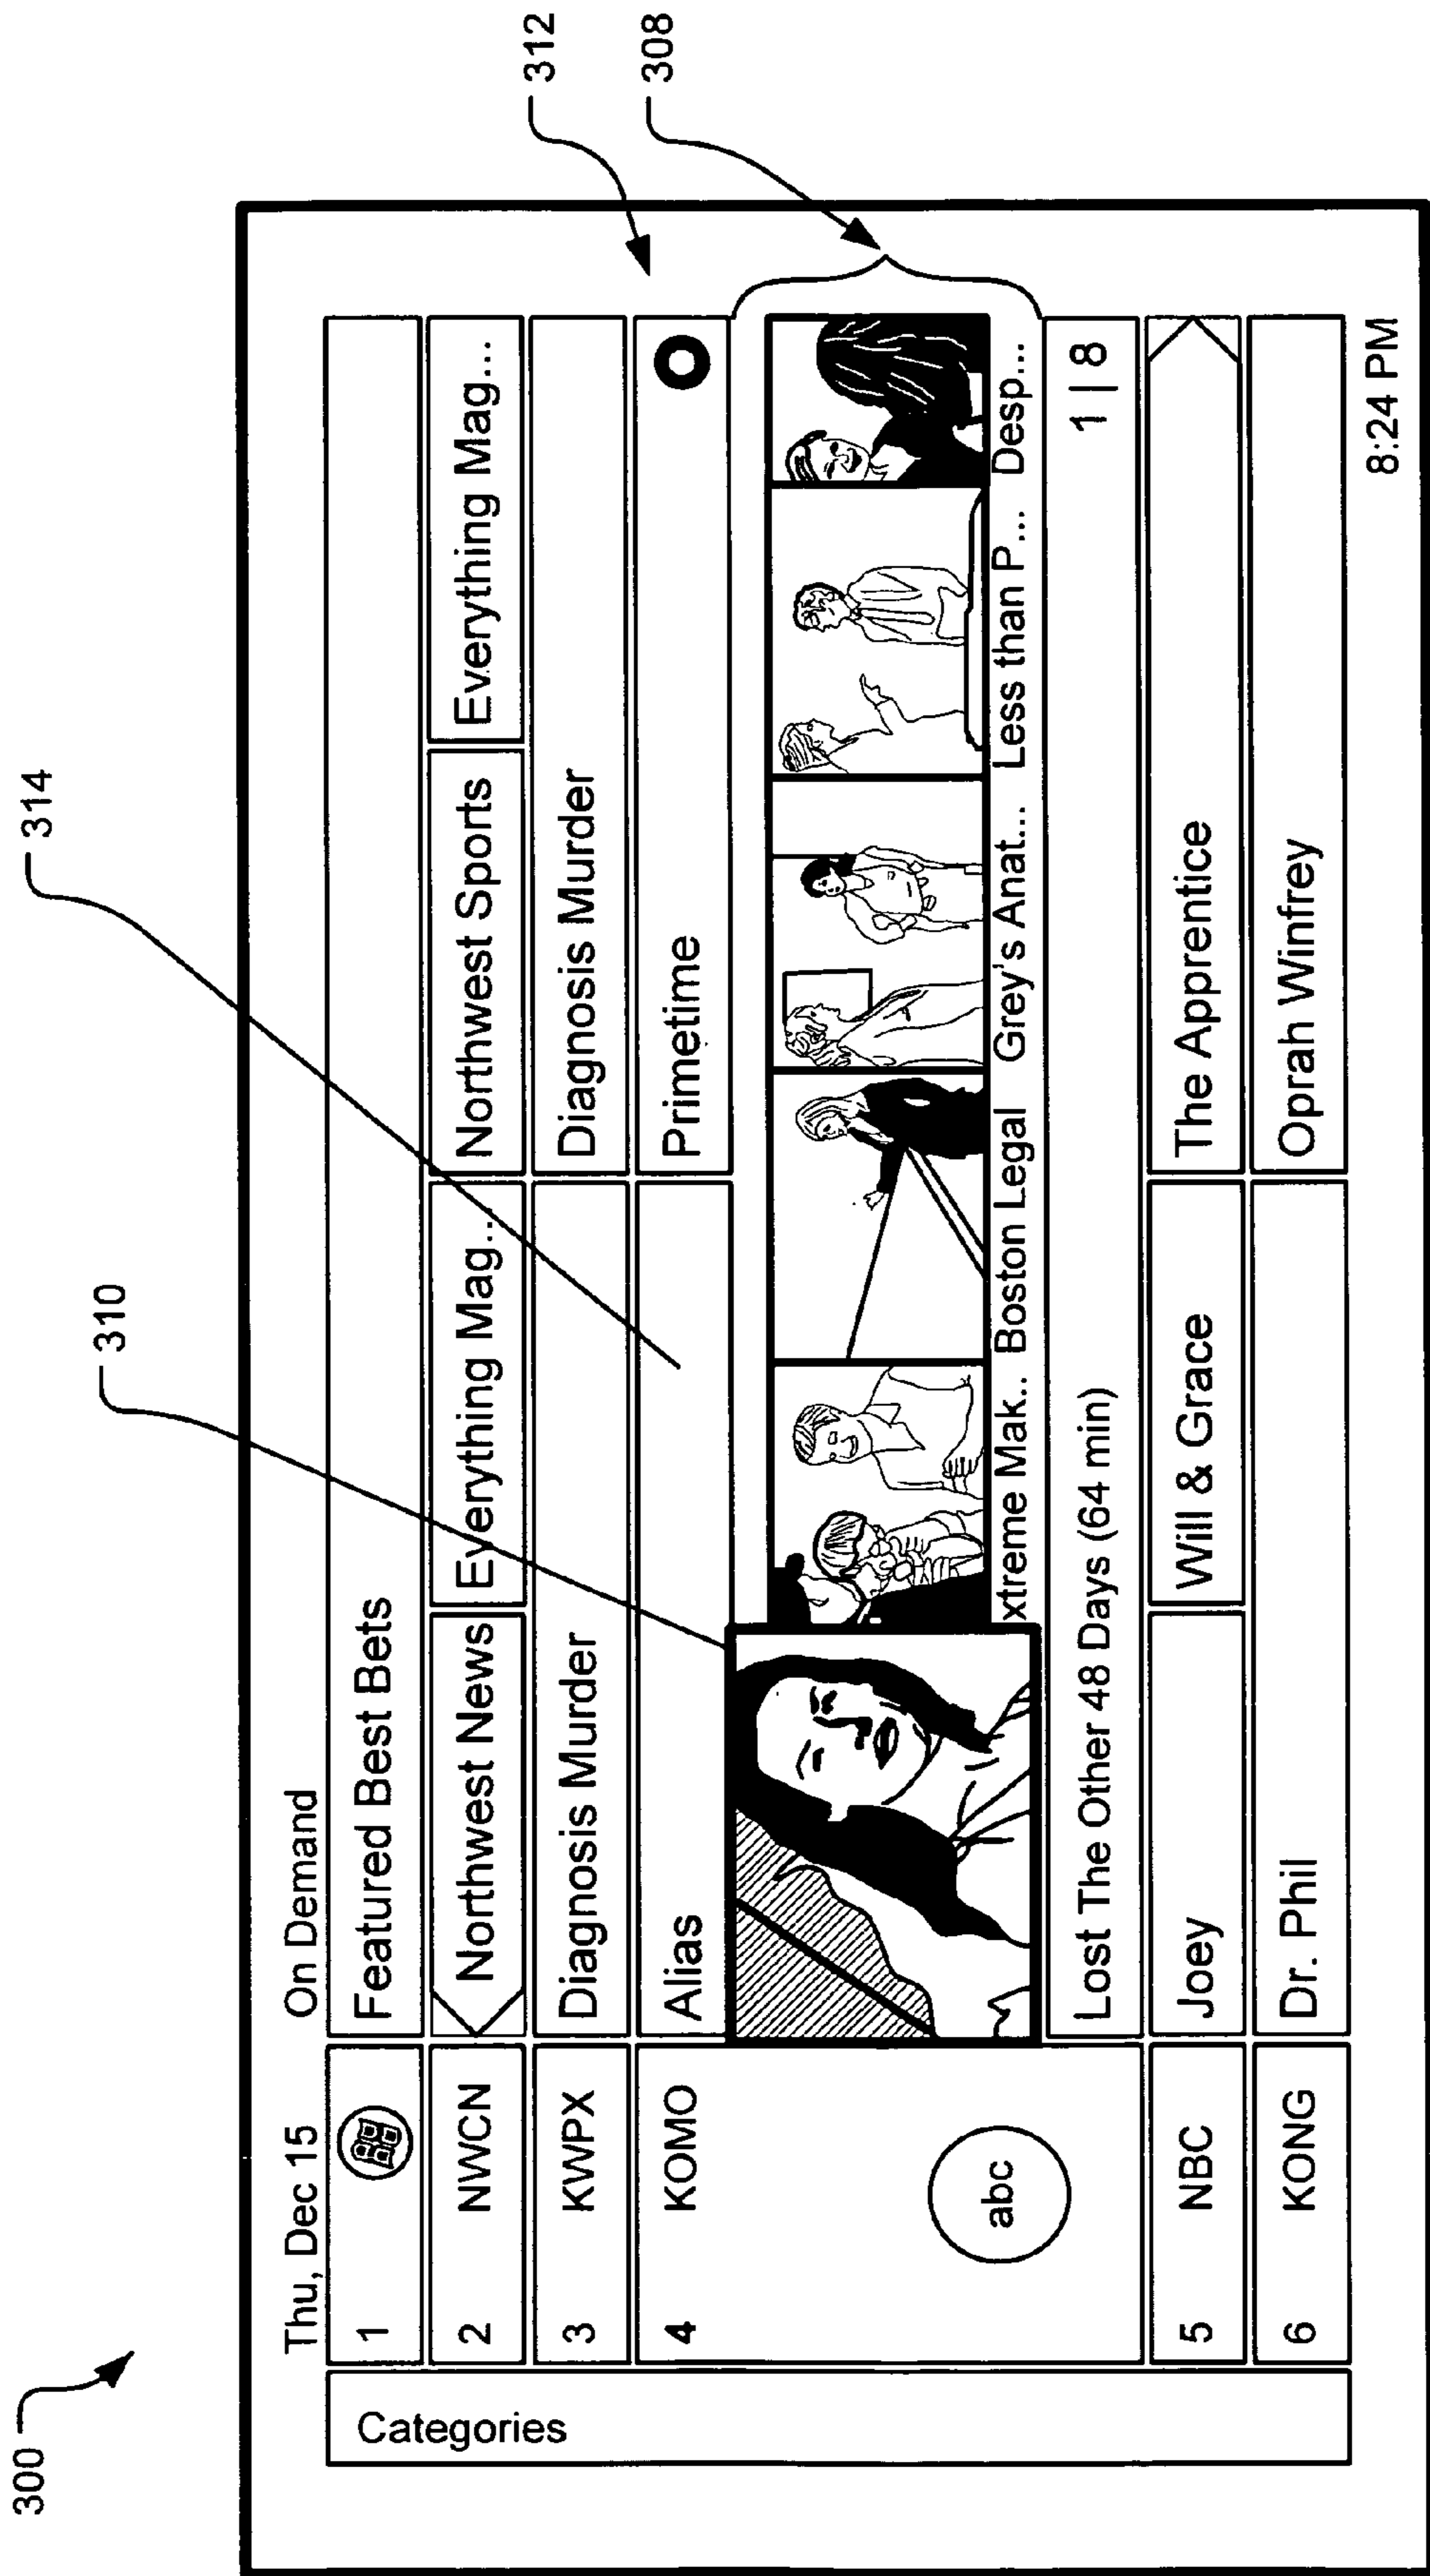 300
314
310
312
308
Thu, Dec 15 On Demand
Categories
1 Featured Best Bets
2 NWCN Northwest News Everything Mag... Northwest Sports Everything Mag...
3 KWPX Diagnosis Murder Diagnosis Murder
4 KOMO Alias Primetime
abc
xtreme Mak.. Boston Legal Grey's Anat... Less than P... Desp...
Lost The Other 48 Days (64 min) 1 | 8
5 NBC Joey Will & Grace The Apprentice
6 KONG Dr. Phil Oprah Winfrey
8:24 PM